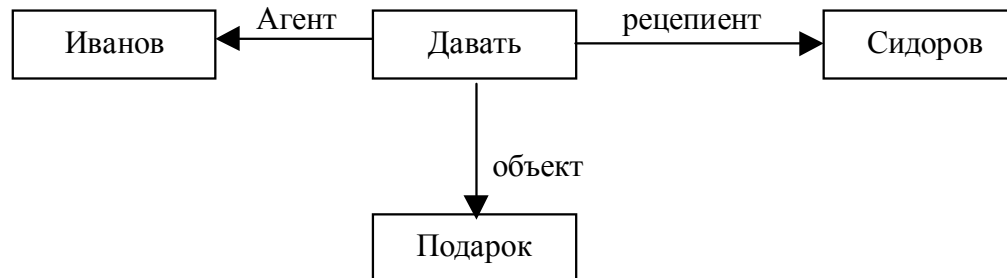 Агент
рецепиент
Иванов
Давать
Сидоров
объект
Подарок